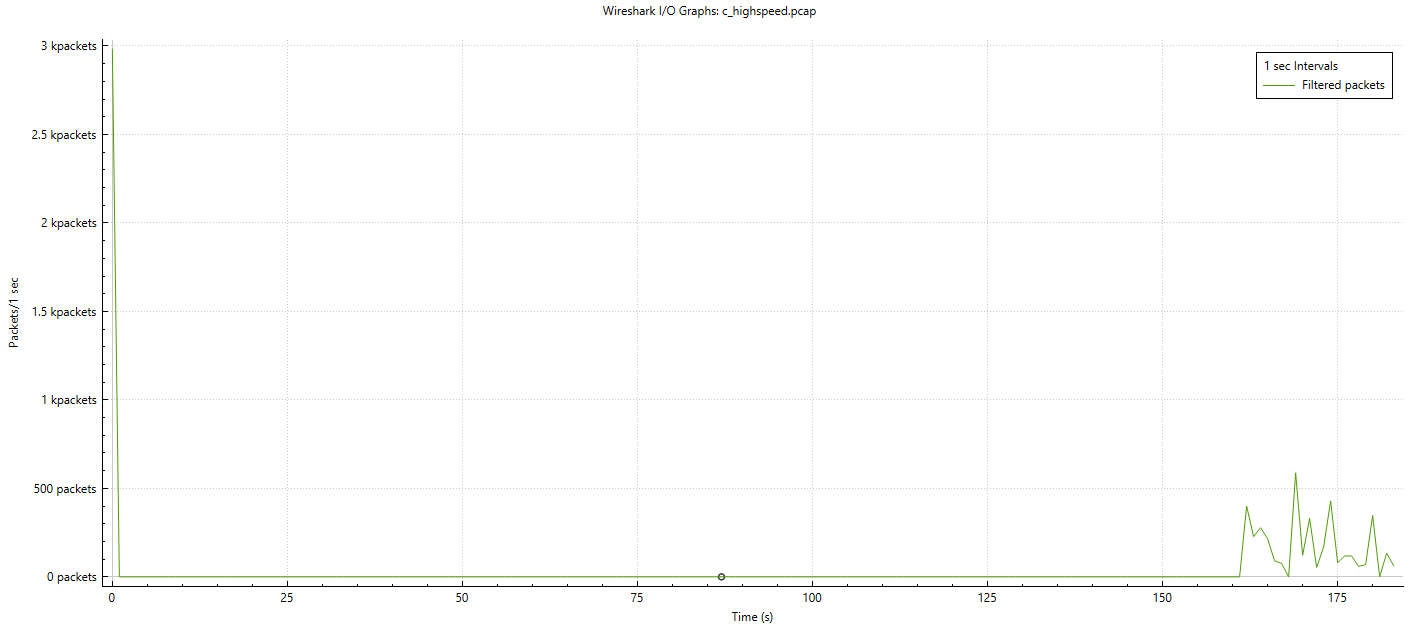 Wireshark I/O Graphs: c_highspeed.pcap
3 kpackets
2.5 kpackets
2 kpackets
1.5 kpackets
1 kpackets
500 packets
0 packets
Packets/1 sec
1 sec Intervals
Filtered packets
0 25 50 75 100 125 150 175
Time (s)